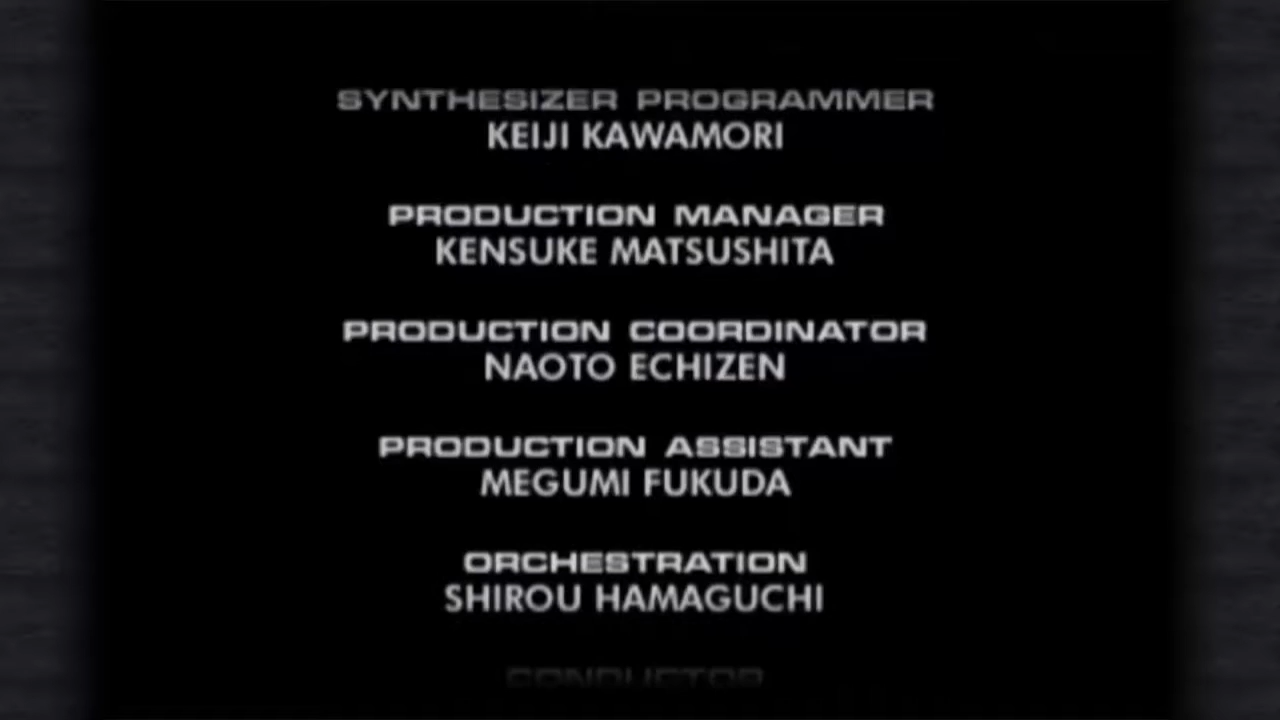 SYNTHESIZER PROGRAMMER
KEIJI KAWAMORI
PRODUCTION MANAGER
KENSUKE MATSUSHITA
PRODUCTION COORDINATOR
NAOTO ECHIZEN
PRODUCTION ASSISTANT
MEGUMI FUKUDA
ORCHESTRATION
SHIROU HAMAGUCHI
CONDUCTOR